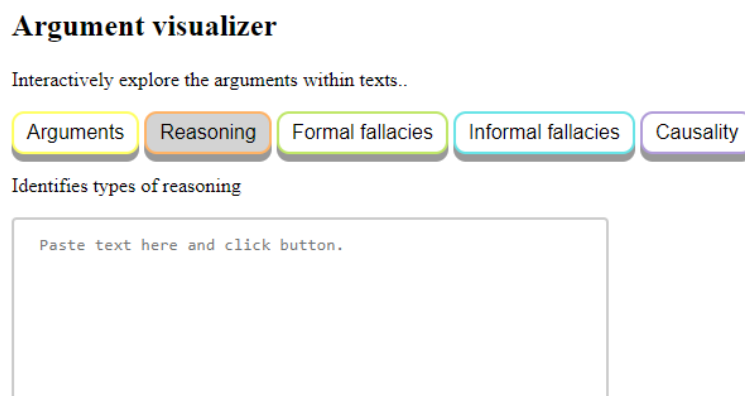 Argument visualizer
Interactively explore the arguments within texts..
Arguments Reasoning Formal fallacies Informal fallacies Causality
Identifies types of reasoning
Paste text here and click button.